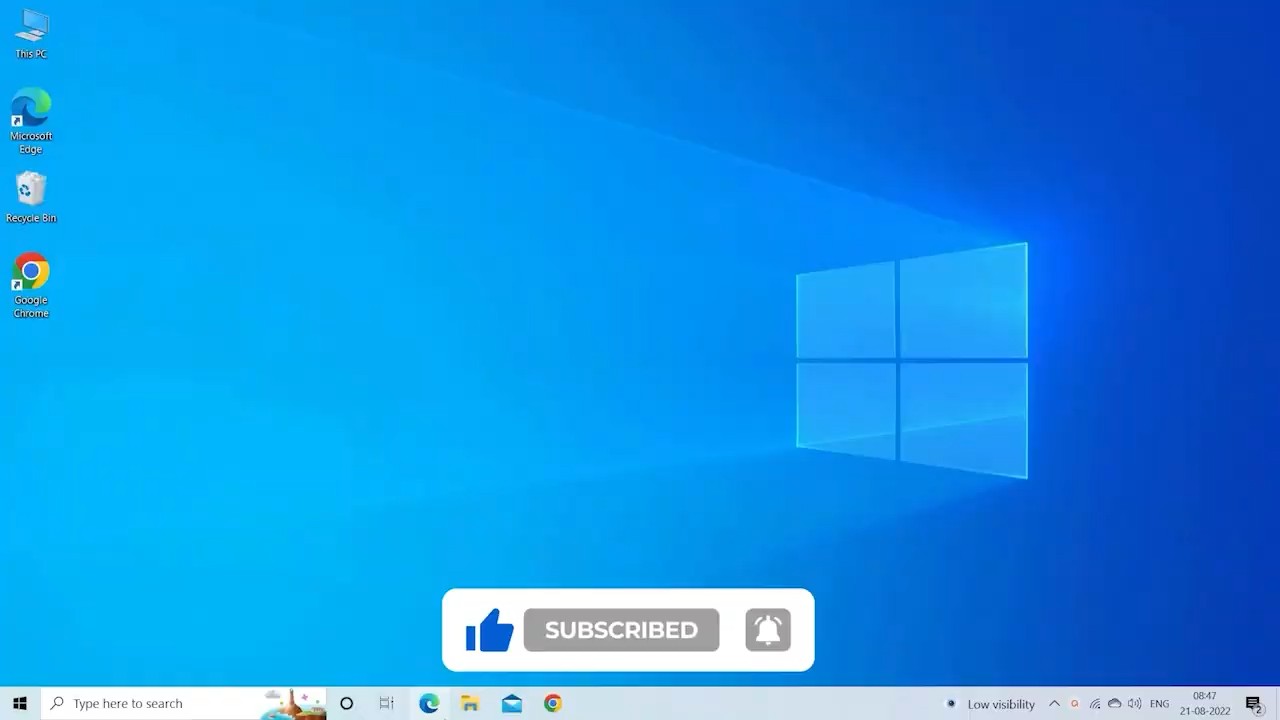 This PC
Microsoft
Edge
Recycle Bin
Google
Chrome
SUBSCRIBED
Type here to search
Low visibility
ENG
08:47
21-08-2022
2